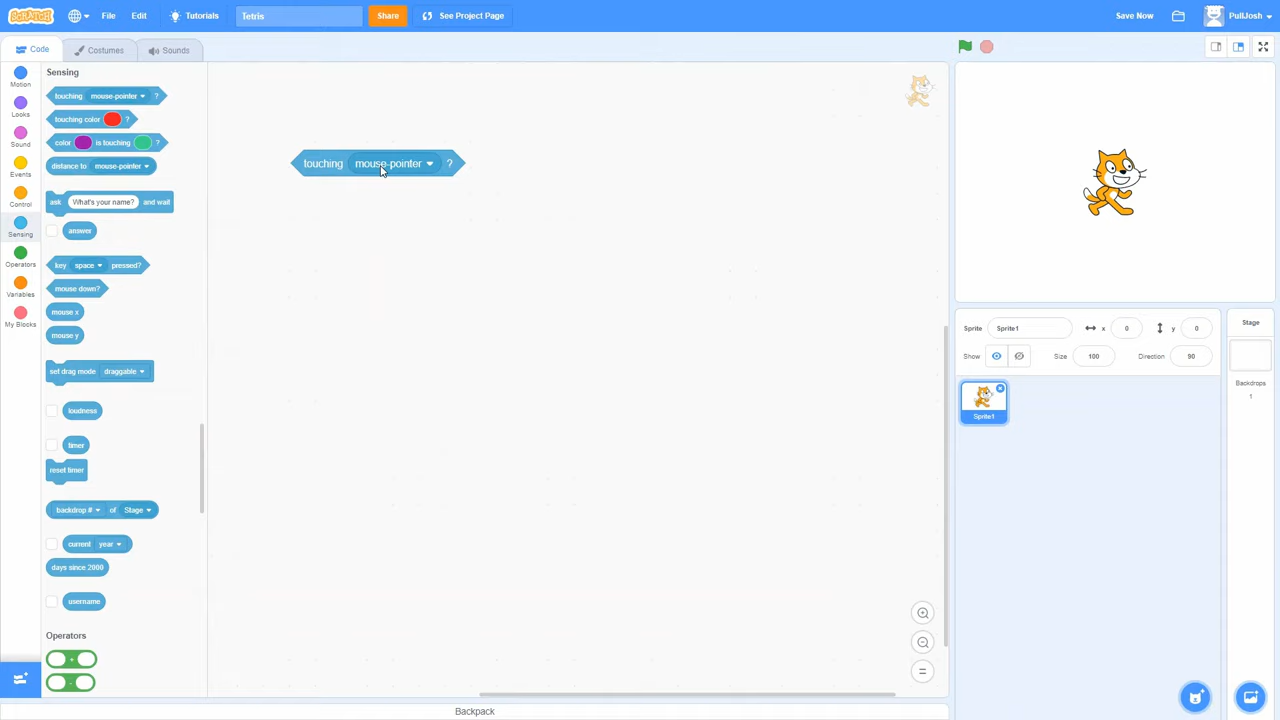 SCRATCH File Edit Tutorials Tetris Share See Project Page Save Now PullJosh
Code Costumes Sounds
Motion
Looks
Sound
Events
Control
Sensing
Operators
Variables
My Blocks
Sensing
touching mouse-pointer ?
touching color ?
color is touching ?
distance to mouse-pointer
ask What's your name? and wait
answer
key space pressed?
mouse down?
mouse x
mouse y
set drag mode draggable
loudness
timer
reset timer
backdrop # of Stage
current year
days since 2000
username
Operators
+
-
touching mouse-pointer ?
Sprite Sprite1 x 0 y 0
Show Size 100 Direction 90
Sprite1
Stage
Backdrops
1
Backpack